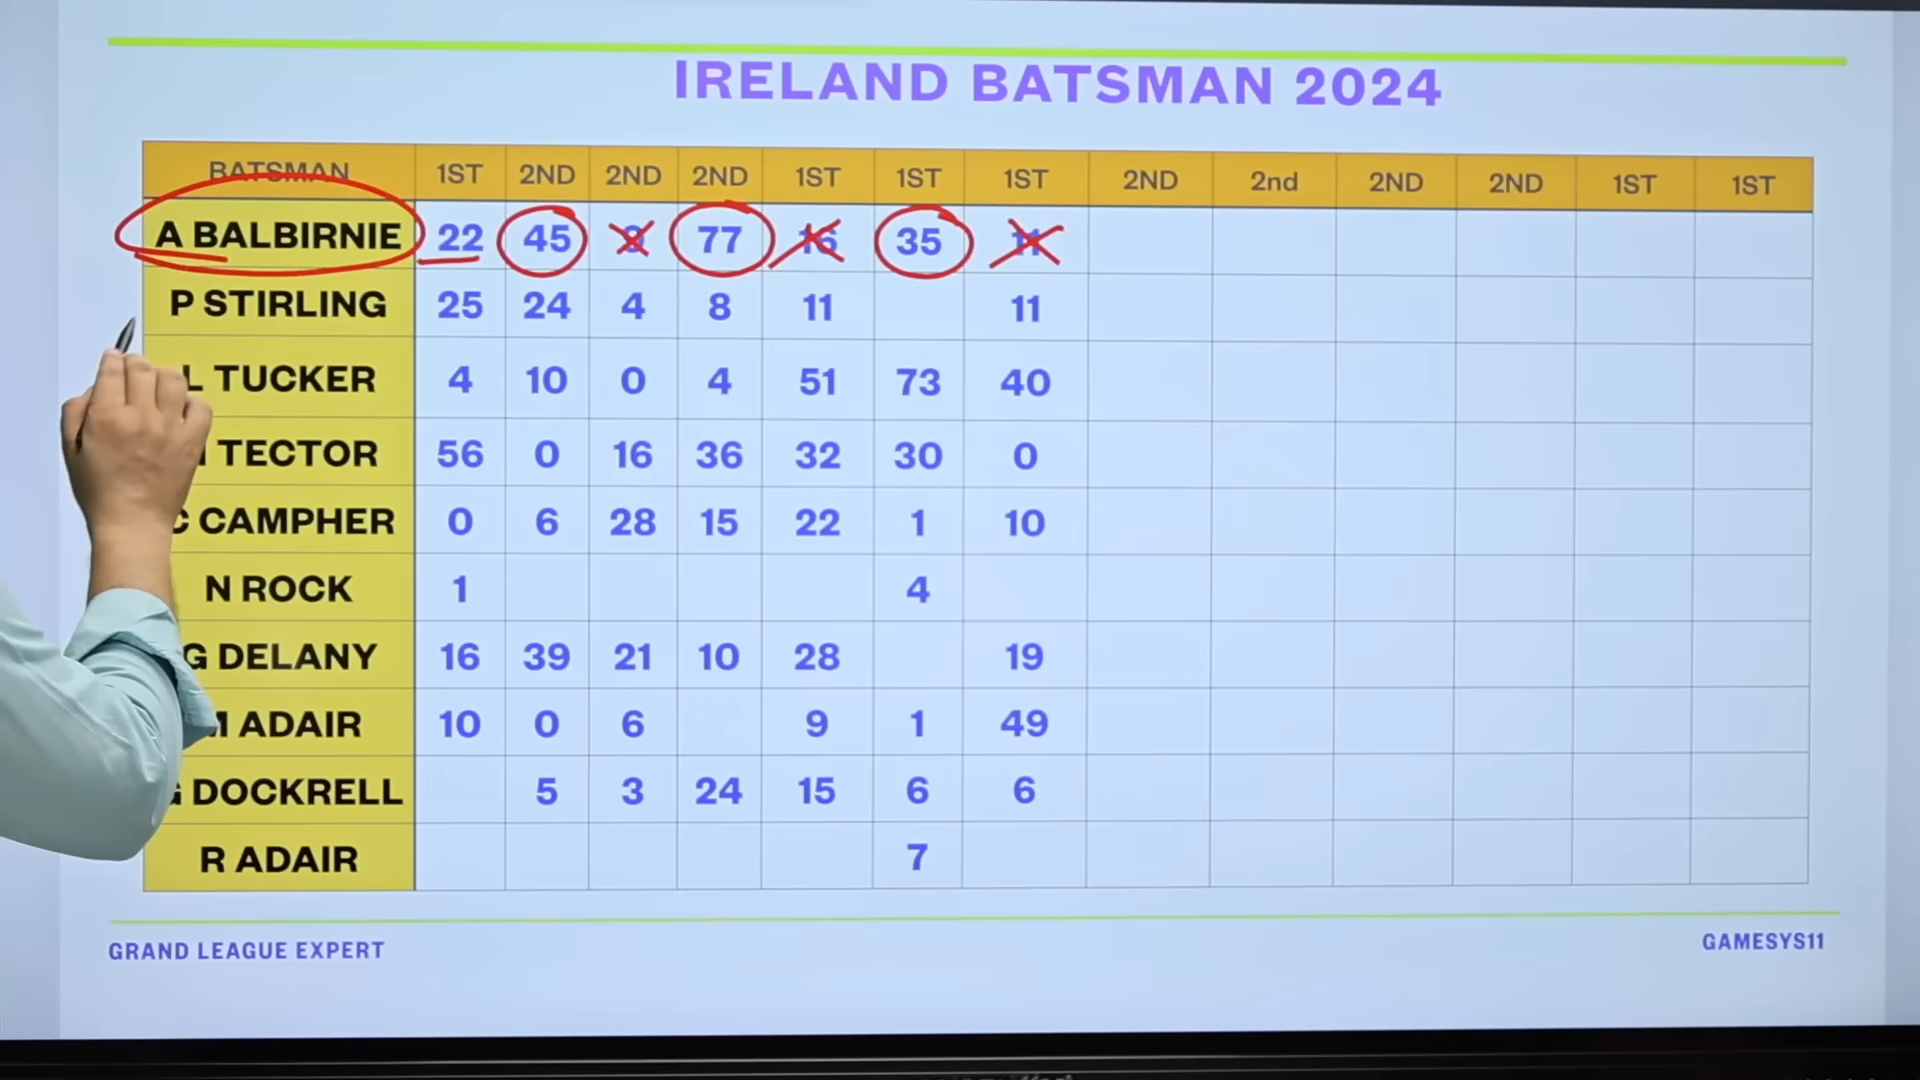 IRELAND BATSMAN 2024
BATSMAN 1ST 2ND 2ND 2ND 1ST 1ST 1ST 2ND 2nd 2ND 2ND 1ST 1ST
A BALBIRNIE 22 45 77 16 35 11
P STIRLING 25 24 4 8 11 11
L TUCKER 4 10 0 4 51 73 40
TECTOR 56 0 16 36 32 30 0
C CAMPHER 0 6 28 15 22 1 10
N ROCK 1 4
G DELANY 16 39 21 10 28 19
M ADAIR 10 0 6 9 1 49
G DOCKRELL 5 3 24 15 6 6
R ADAIR 7
GRAND LEAGUE EXPERT
GAMESYS11